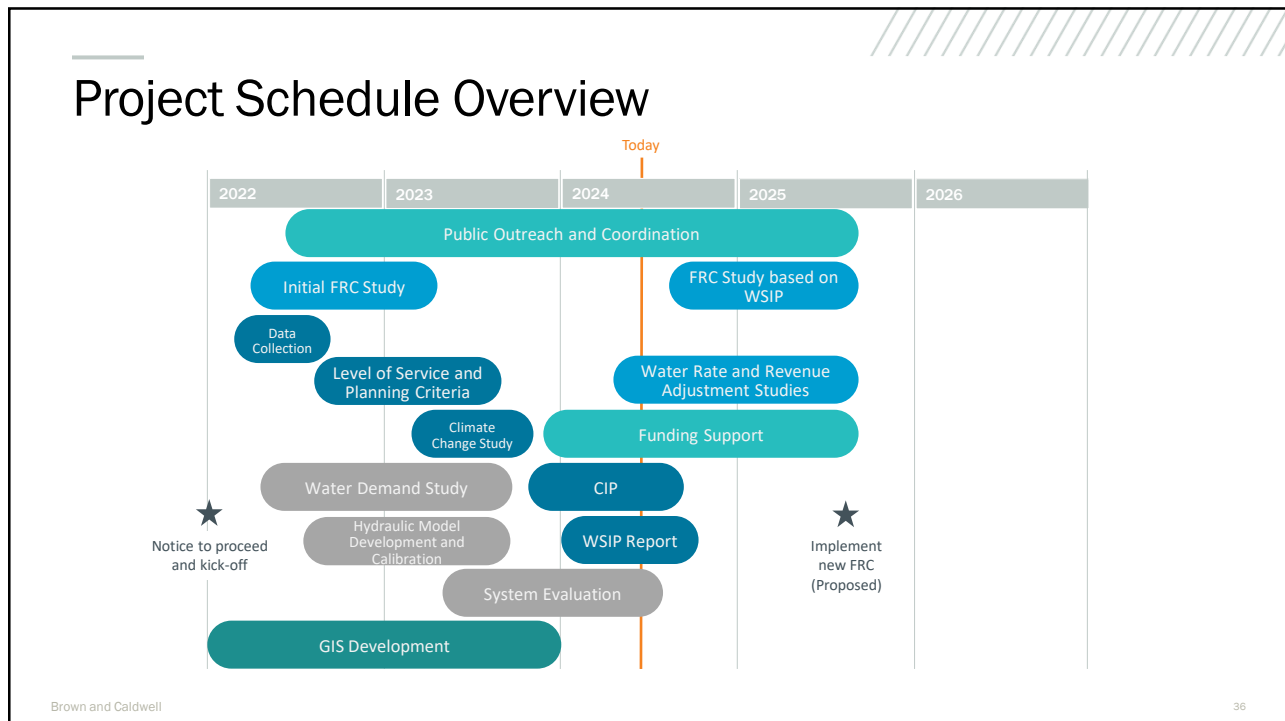 Project Schedule Overview
Today
2022 2023 2024 2025 2026
Public Outreach and Coordination
Initial FRC Study
FRC Study based on
WSIP
Data
Collection
Level of Service and
Planning Criteria
Water Rate and Revenue
Adjustment Studies
Climate
Change Study
Funding Support
Water Demand Study
CIP
Notice to proceed
and kick-off
Hydraulic Model
Development and
Calibration
WSIP Report
Implement
new FRC
(Proposed)
System Evaluation
GIS Development
Brown and Caldwell
36